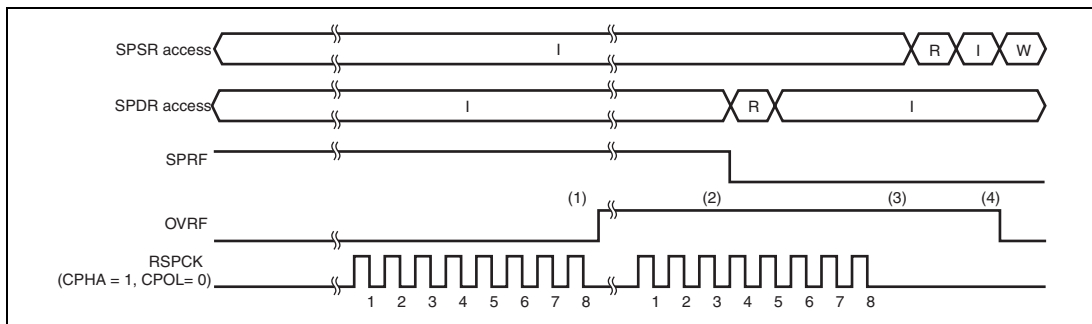 SPSR access I R I W
SPDR access I R I
SPRF
(1) (2) (3) (4)
OVRF
RSPCK
(CPHA = 1, CPOL= 0)
1 2 3 4 5 6 7 8 1 2 3 4 5 6 7 8